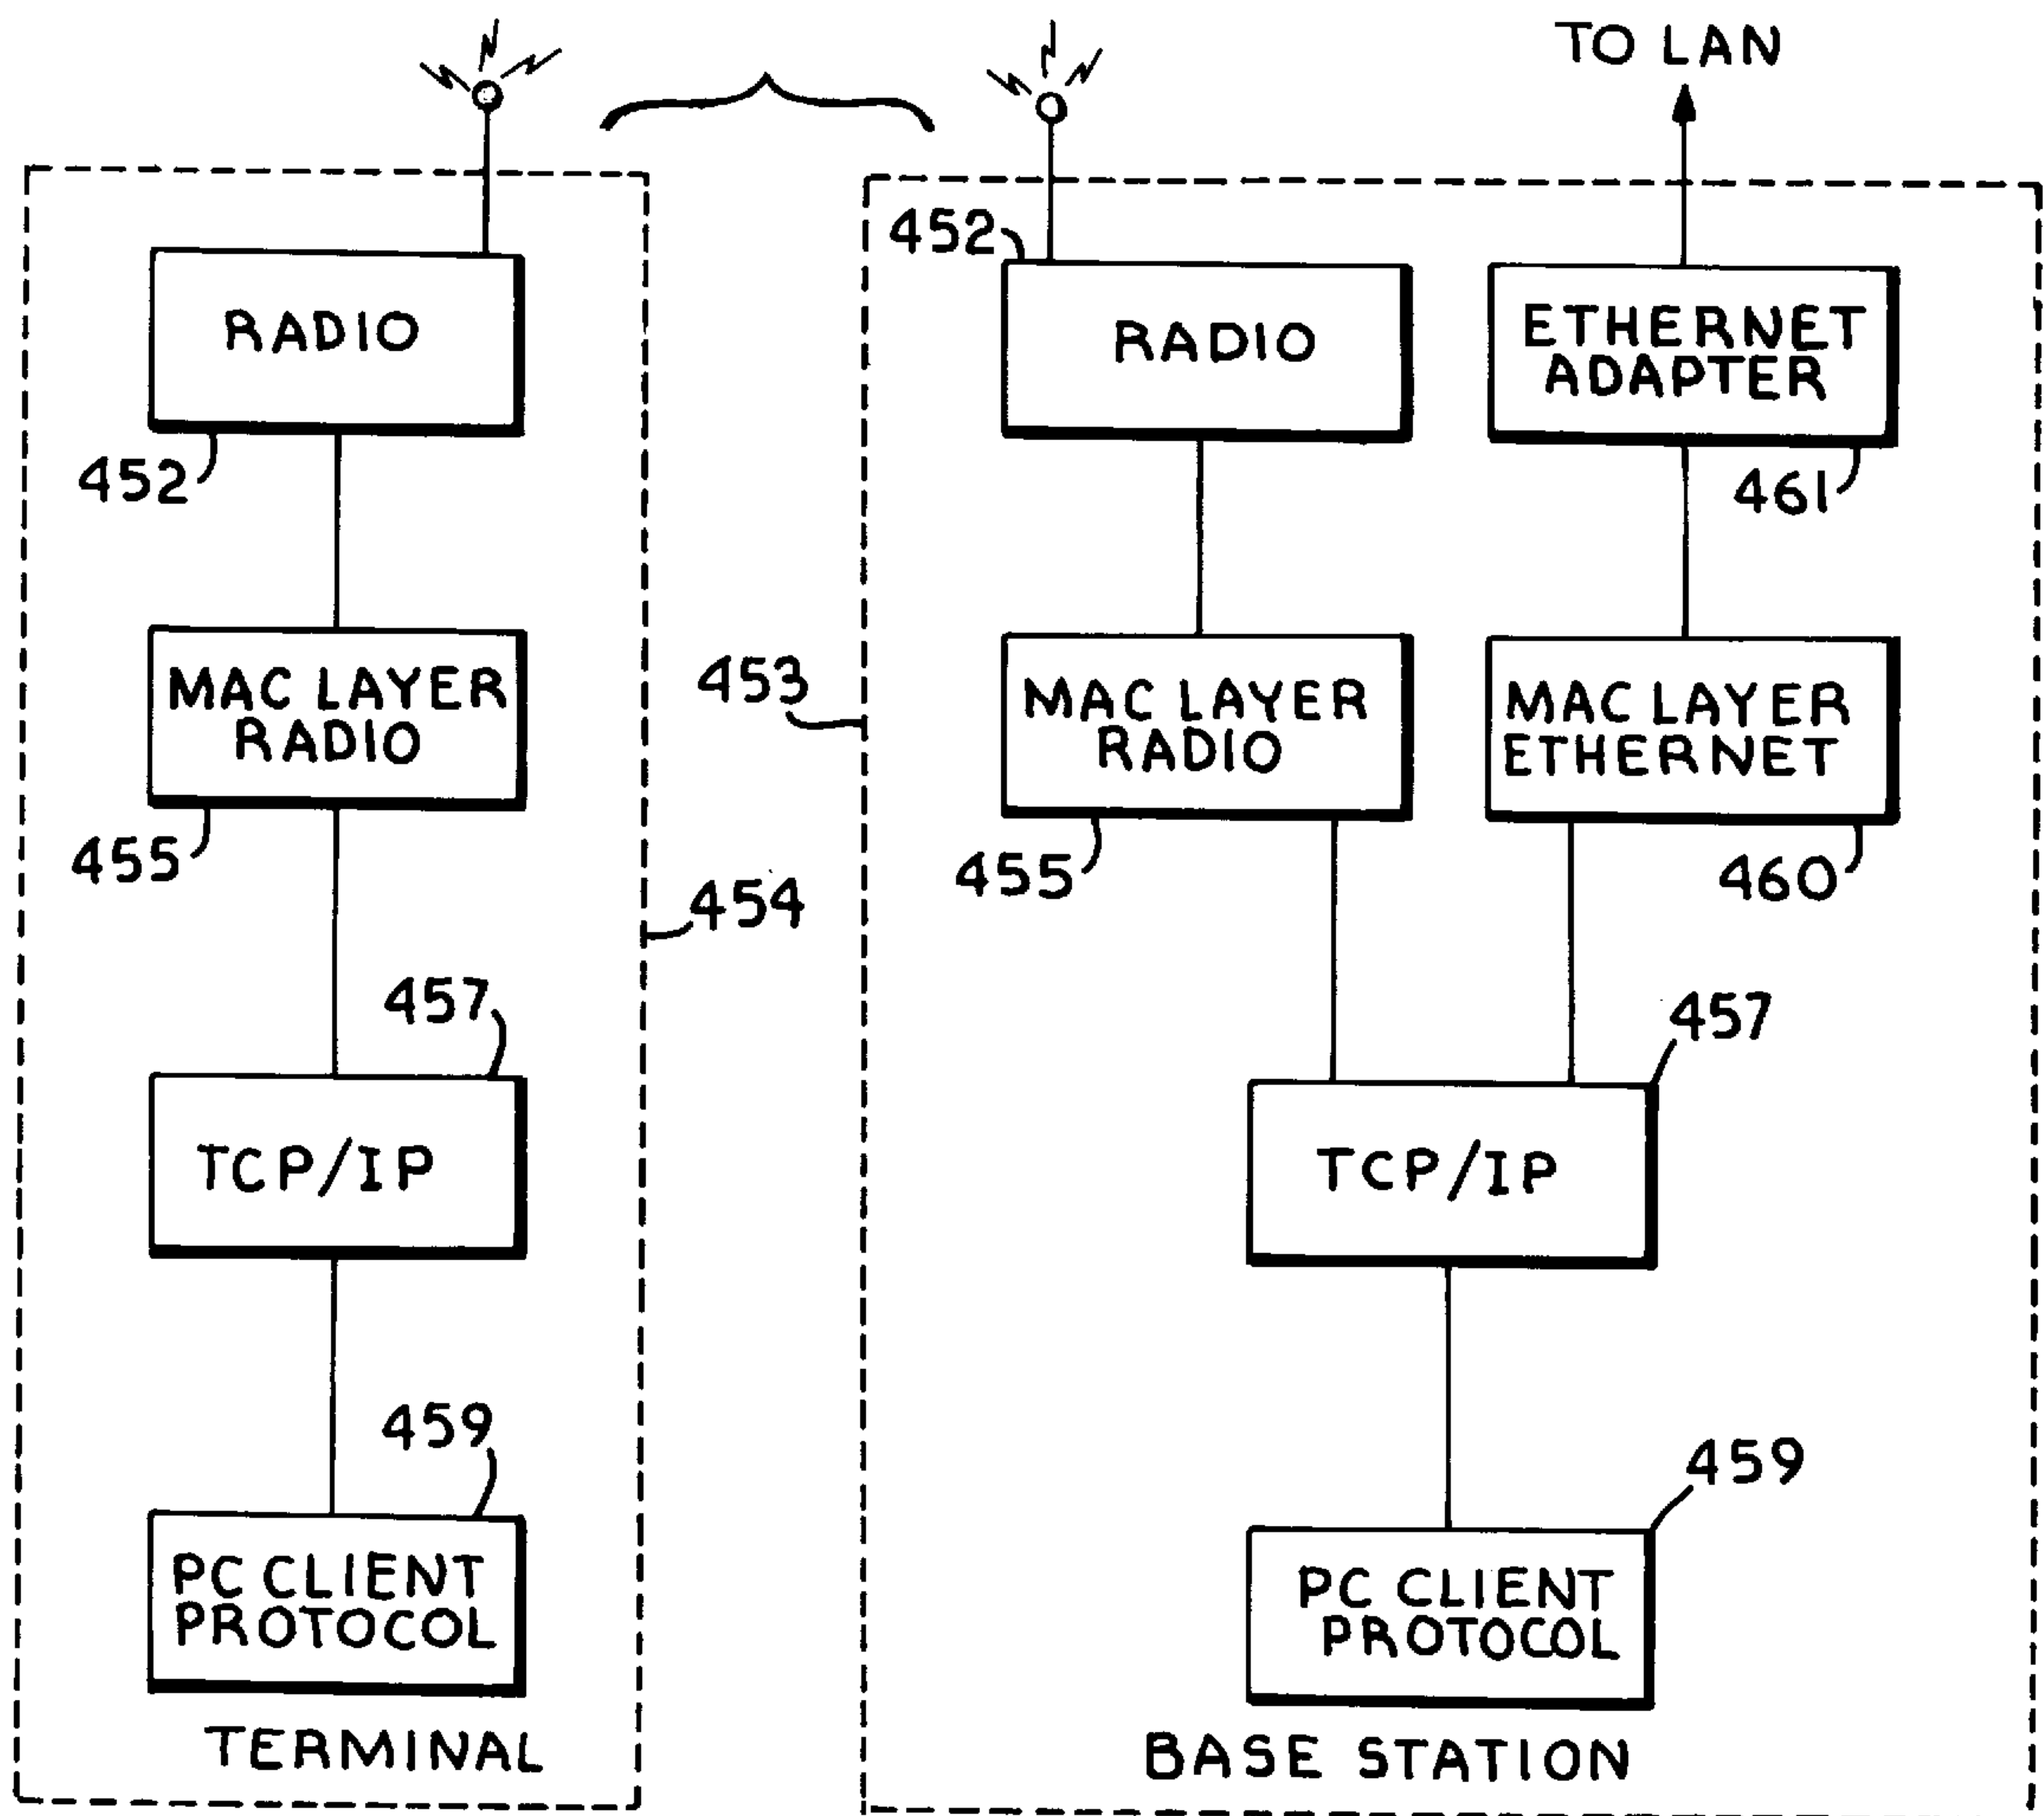 TO LAN
452
RADIO
RADIO
ETHERNET
ADAPTER
452
461
MAC LAYER
RADIO
453
MAC LAYER
RADIO
MAC LAYER
ETHERNET
455
454
455
460
457
457
TCP/IP
TCP/IP
459
459
PC CLIENT
PROTOCOL
PC CLIENT
PROTOCOL
TERMINAL
BASE STATION